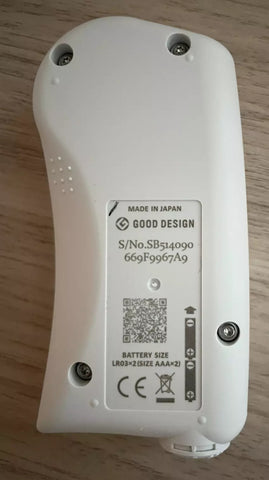 MADE IN JAPAN
GOOD DESIGN
S/No.SB514090
669F9967A9
BATTERY SIZE
LR03×2(SIZE AAA×2)
CE